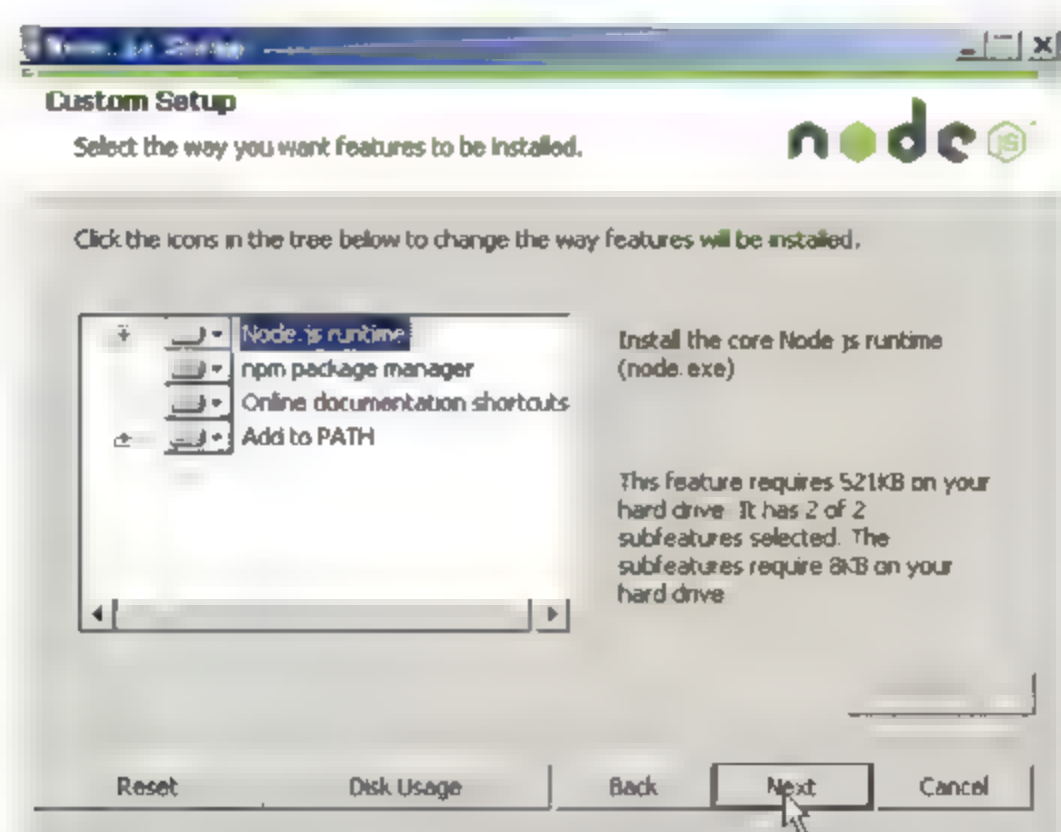 Custom Setup
Select the way you want features to be installed.
node JS
Click the icons in the tree below to change the way features will be installed.
Node.js runtime
npm package manager
Online documentation shortcuts
Add to PATH
Install the core Node.js runtime
(node.exe)
This feature requires 521KB on your
hard drive. It has 2 of 2
subfeatures selected. The
subfeatures require 8KB on your
hard drive.
Reset
Disk Usage
Back
Next
Cancel